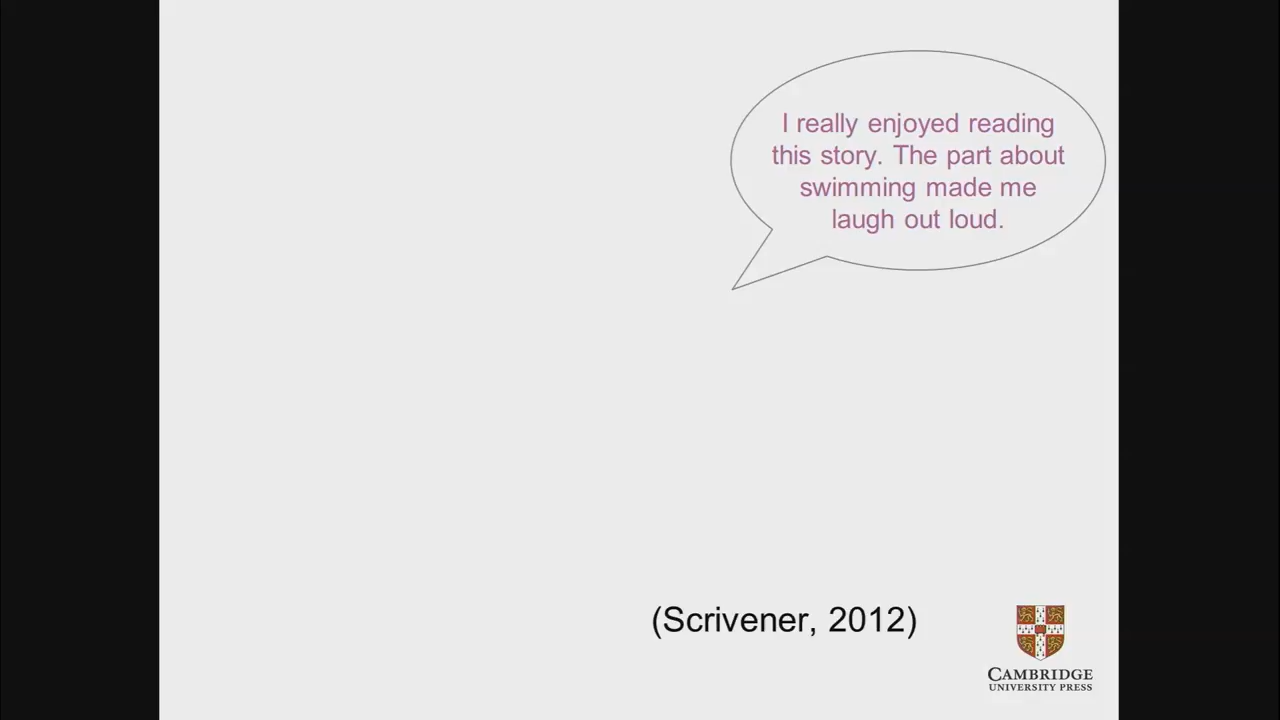 I really enjoyed reading
this story. The part about
swimming made me
laugh out loud.
(Scrivener, 2012)
CAMBRIDGE
UNIVERSITY PRESS